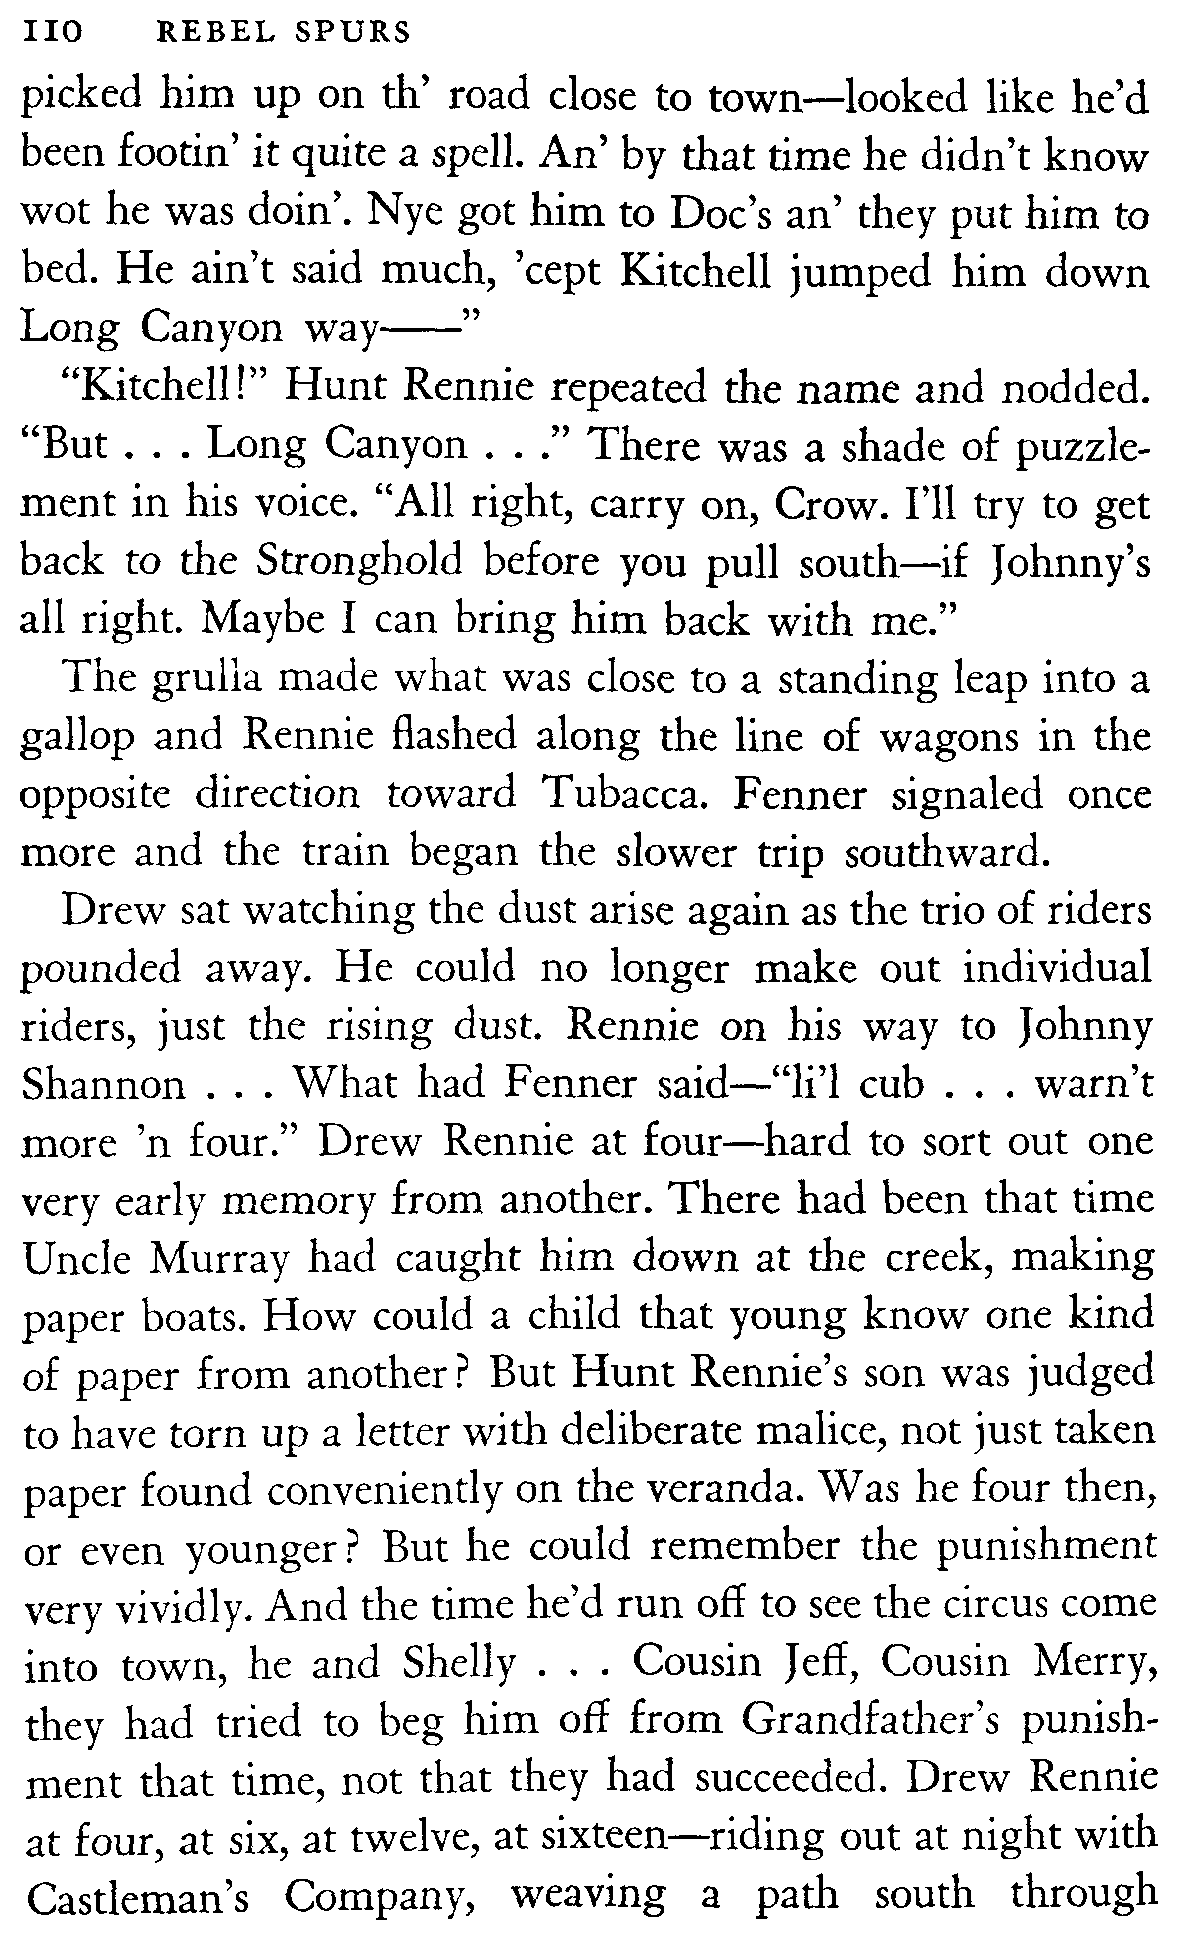 110 REBEL SPURS
picked him up on th’ road close to town—looked like he’d
been footin’ it quite a spell. An’ by that time he didn’t know
wot he was doin’. Nye got him to Doc’s an’ they put him to
bed. He ain’t said much, ’cept Kitchell jumped him down
Long Canyon way——”
“Kitchell!” Hunt Rennie repeated the name and nodded.
“But . . . Long Canyon . . .” There was a shade of puzzle-
ment in his voice. “All right, carry on, Crow. I’ll try to get
back to the Stronghold before you pull south—if Johnny’s
all right. Maybe I can bring him back with me.”
The grulla made what was close to a standing leap into a
gallop and Rennie flashed along the line of wagons in the
opposite direction toward Tubacca. Fenner signaled once
more and the train began the slower trip southward.
Drew sat watching the dust arise again as the trio of riders
pounded away. He could no longer make out individual
riders, just the rising dust. Rennie on his way to Johnny
Shannon . . . What had Fenner said—“li’l cub . . . warn’t
more ’n four.” Drew Rennie at four—hard to sort out one
very early memory from another. There had been that time
Uncle Murray had caught him down at the creek, making
paper boats. How could a child that young know one kind
of paper from another? But Hunt Rennie’s son was judged
to have torn up a letter with deliberate malice, not just taken
paper found conveniently on the veranda. Was he four then,
or even younger? But he could remember the punishment
very vividly. And the time he’d run off to see the circus come
into town, he and Shelly . . . Cousin Jeff, Cousin Merry,
they had tried to beg him off from Grandfather’s punish-
ment that time, not that they had succeeded. Drew Rennie
at four, at six, at twelve, at sixteen—riding out at night with
Castleman’s Company, weaving a path south through